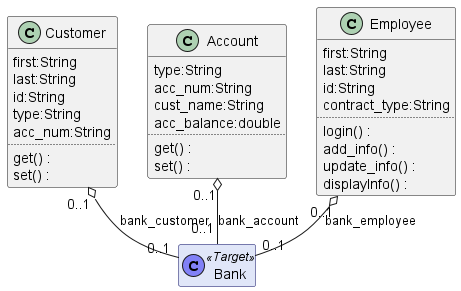 C Customer
first:String
last:String
id:String
type:String
acc_num:String
get() :
set() :
C Account
type:String
acc_num:String
cust_name:String
acc_balance:double
get() :
set() :
C Employee
first:String
last:String
id:String
contract_type:String
login() :
add_info() :
update_info() :
displayInfo() :
0..1
0..1
0..1
bank_customer
bank_account
bank_employee
0..1
0..1
0..1
C «Target»
Bank